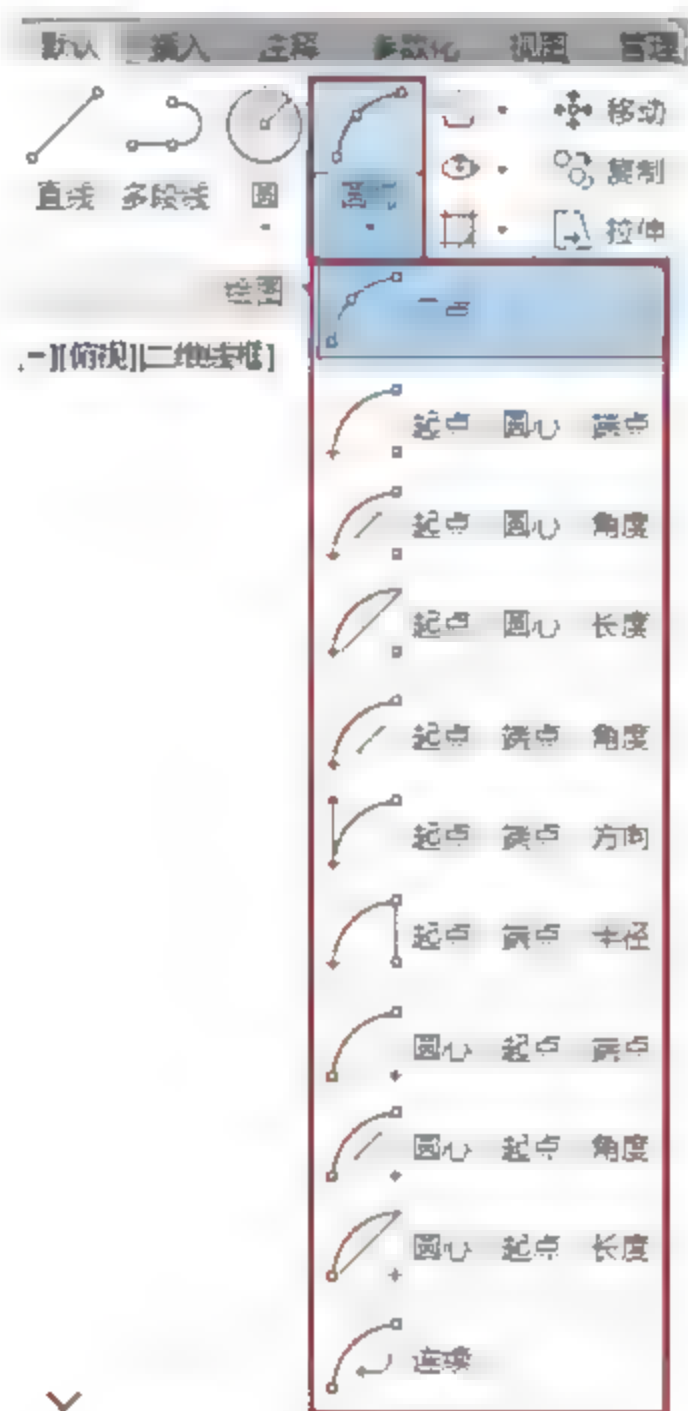 默认 插入 注释 参数化 视图 管理
直线 多段线 圆 圆弧 移动
复制
拉伸
绘图
三点
[-][俯视][二维线框]
起点 圆心 端点
起点 圆心 角度
起点 圆心 长度
起点 端点 角度
起点 端点 方向
起点 端点 半径
圆心 起点 端点
圆心 起点 角度
圆心 起点 长度
连续